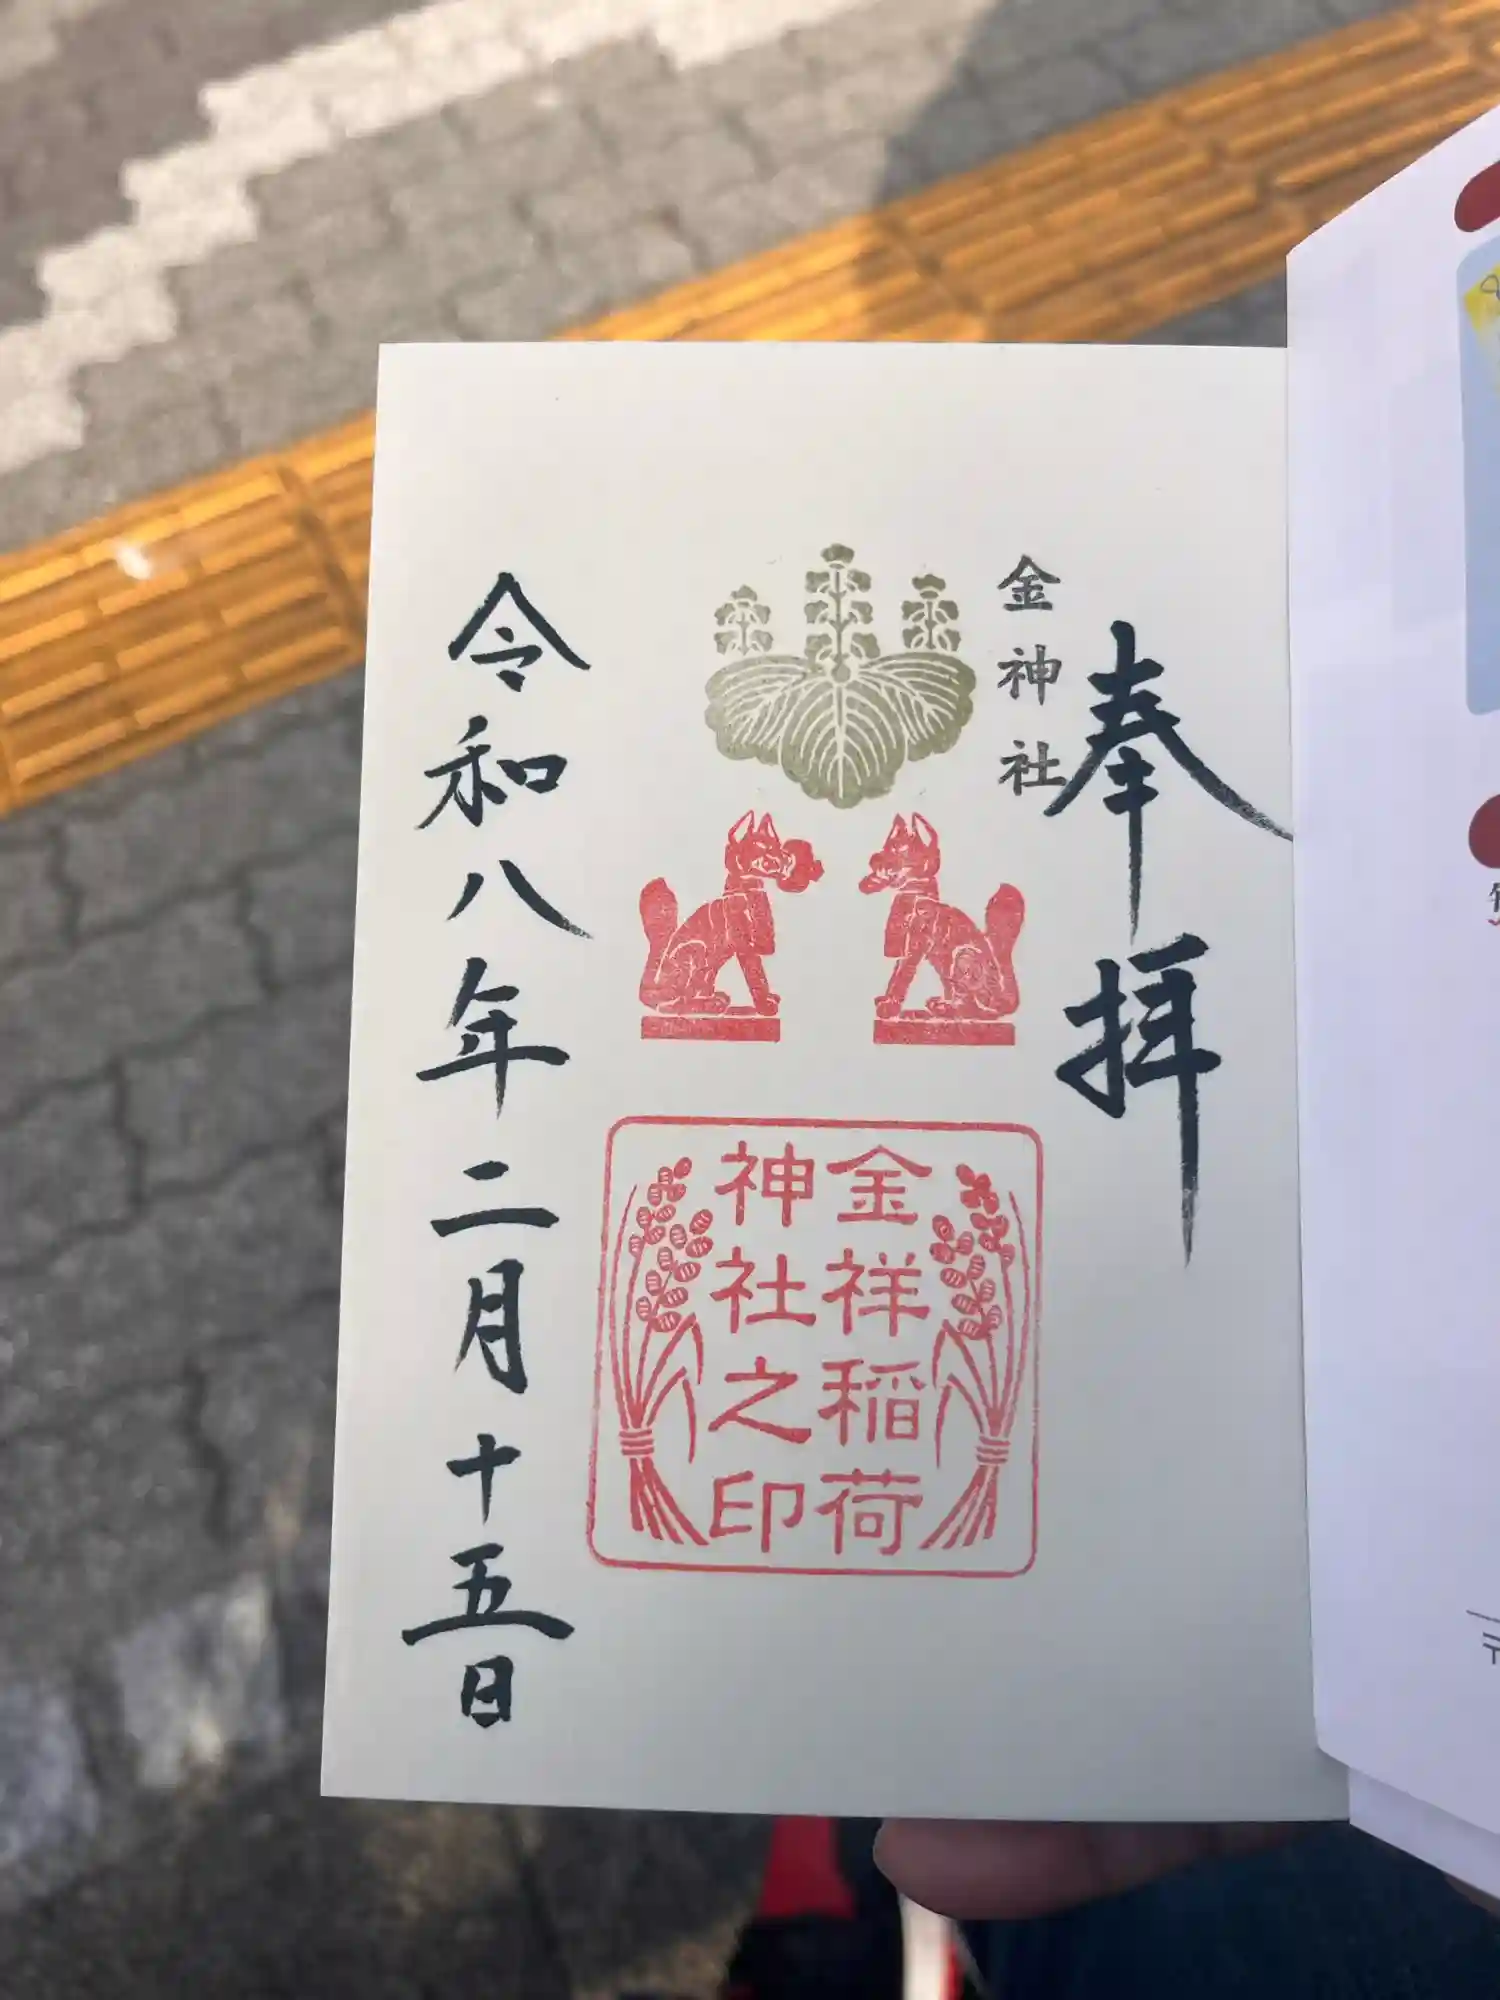 奉拝
金神社
金祥稲荷
神社之印
令和八年二月十五日